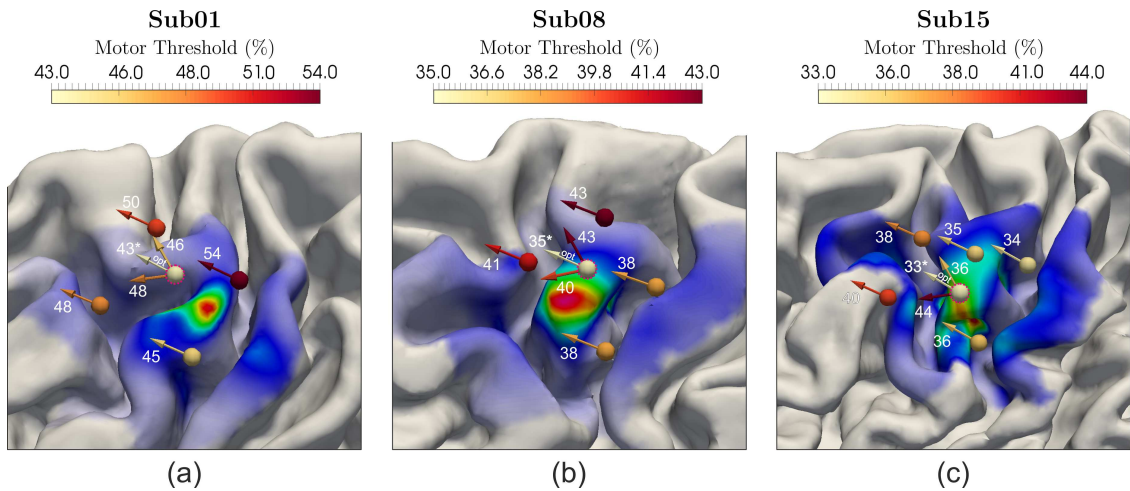 Sub01
Motor Threshold (%)
43.0 46.0 48.0 51.0 54.0
50
43*
46
opt
54
48
48
45
(a)
Sub08
Motor Threshold (%)
35.0 36.6 38.2 39.8 41.4 43.0
43
35*
43
opt
41
38
40
38
(b)
Sub15
Motor Threshold (%)
33.0 36.0 38.0 41.0 44.0
38
35
34
33*
36
opt
40
44
36
(c)